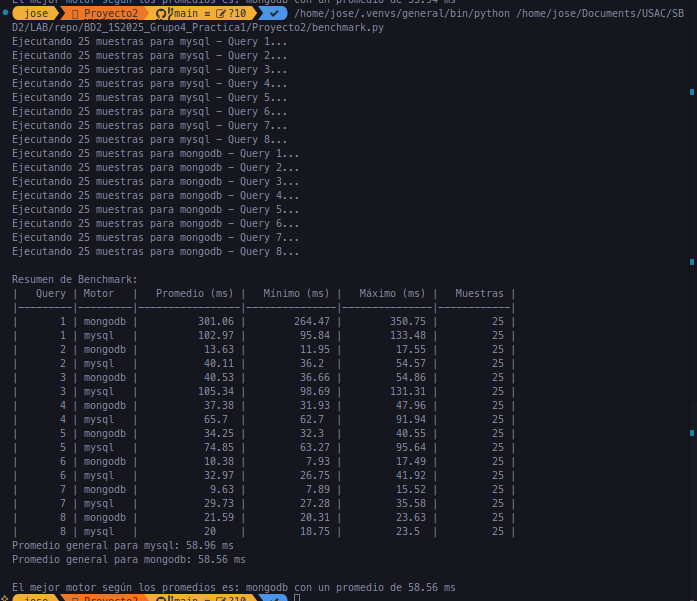 El mejor motor según los promedios es: mongodb con un promedio de 55.94 ms
jose Proyecto2 main ≡ ?10 ✓ /home/jose/.venvs/general/bin/python /home/jose/Documents/USAC/SB
D2/LAB/repo/BD2_1S2025_Grupo4_Practica1/Proyecto2/benchmark.py
Ejecutando 25 muestras para mysql - Query 1...
Ejecutando 25 muestras para mysql - Query 2...
Ejecutando 25 muestras para mysql - Query 3...
Ejecutando 25 muestras para mysql - Query 4...
Ejecutando 25 muestras para mysql - Query 5...
Ejecutando 25 muestras para mysql - Query 6...
Ejecutando 25 muestras para mysql - Query 7...
Ejecutando 25 muestras para mysql - Query 8...
Ejecutando 25 muestras para mongodb - Query 1...
Ejecutando 25 muestras para mongodb - Query 2...
Ejecutando 25 muestras para mongodb - Query 3...
Ejecutando 25 muestras para mongodb - Query 4...
Ejecutando 25 muestras para mongodb - Query 5...
Ejecutando 25 muestras para mongodb - Query 6...
Ejecutando 25 muestras para mongodb - Query 7...
Ejecutando 25 muestras para mongodb - Query 8...
Resumen de Benchmark:
| Query | Motor | Promedio (ms) | Mínimo (ms) | Máximo (ms) | Muestras |
|---------|---------|-----------------|---------------|---------------|------------|
| 1 | mongodb | 301.06 | 264.47 | 350.75 | 25 |
| 1 | mysql | 102.97 | 95.84 | 133.48 | 25 |
| 2 | mongodb | 13.63 | 11.95 | 17.55 | 25 |
| 2 | mysql | 40.11 | 36.2 | 54.57 | 25 |
| 3 | mongodb | 40.53 | 36.66 | 54.86 | 25 |
| 3 | mysql | 105.34 | 98.69 | 131.31 | 25 |
| 4 | mongodb | 37.38 | 31.93 | 47.96 | 25 |
| 4 | mysql | 65.7 | 62.7 | 91.94 | 25 |
| 5 | mongodb | 34.25 | 32.3 | 40.55 | 25 |
| 5 | mysql | 74.85 | 63.27 | 95.64 | 25 |
| 6 | mongodb | 10.38 | 7.93 | 17.49 | 25 |
| 6 | mysql | 32.97 | 26.75 | 41.92 | 25 |
| 7 | mongodb | 9.63 | 7.89 | 15.52 | 25 |
| 7 | mysql | 29.73 | 27.28 | 35.58 | 25 |
| 8 | mongodb | 21.59 | 20.31 | 23.63 | 25 |
| 8 | mysql | 20 | 18.75 | 23.5 | 25 |
Promedio general para mysql: 58.96 ms
Promedio general para mongodb: 58.56 ms
El mejor motor según los promedios es: mongodb con un promedio de 58.56 ms
jose Proyecto2 main ≡ ?10 ✓